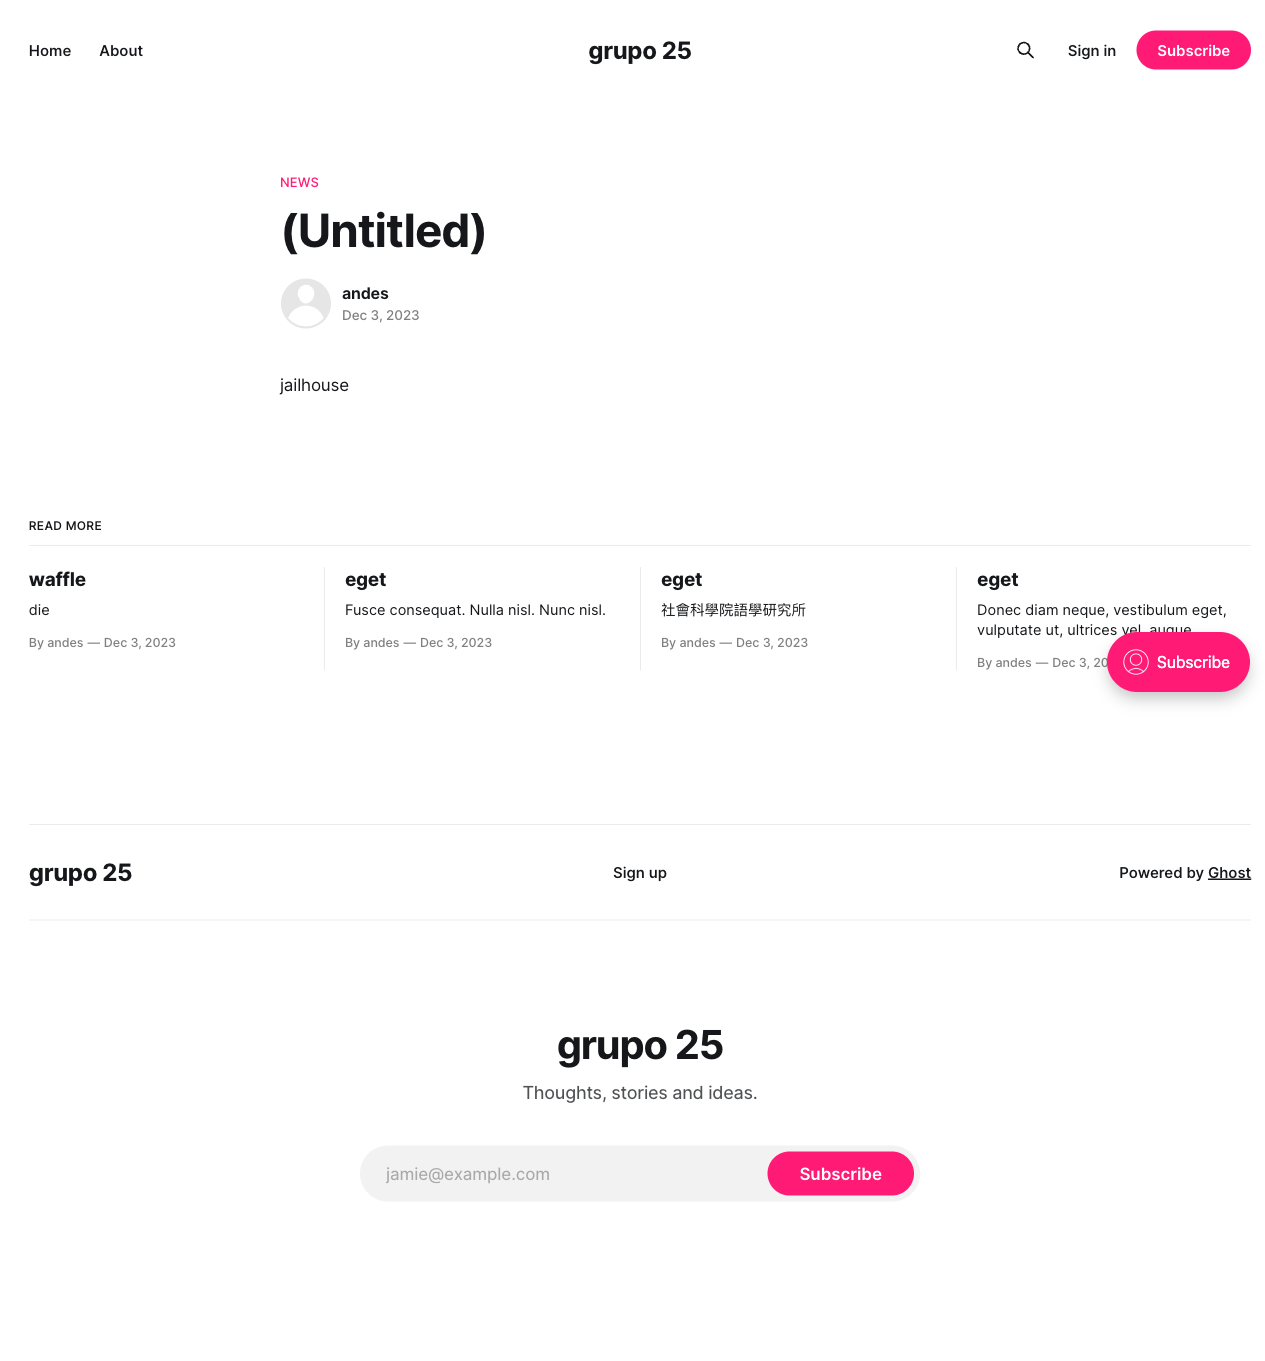 Home
About
grupo 25
Sign in
Subscribe
NEWS
(Untitled)
andes
Dec 3, 2023
jailhouse
READ MORE
waffle
die
By andes — Dec 3, 2023
eget
Fusce consequat. Nulla nisl. Nunc nisl.
By andes — Dec 3, 2023
eget
社會科學院語學研究所
By andes — Dec 3, 2023
eget
Donec diam neque, vestibulum eget,
vulputate ut, ultrices vel, augue
By andes — Dec 3,
Subscribe
grupo 25
Sign up
Powered by Ghost
grupo 25
Thoughts, stories and ideas.
jamie@example.com
Subscribe